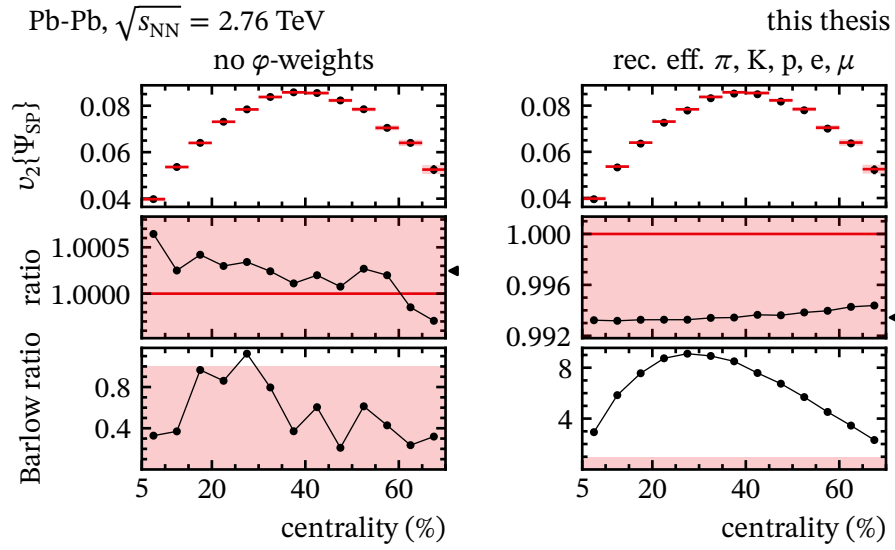 Pb-Pb, √s_NN = 2.76 TeV
this thesis
no φ-weights
rec. eff. π, K, p, e, μ
υ₂{Ψ_SP}
0.08
0.06
0.04
0.08
0.06
0.04
ratio
1.0005
1.0000
1.000
0.996
0.992
Barlow ratio
0.8
0.4
8
4
5 20 40 60
5 20 40 60
centrality (%)
centrality (%)